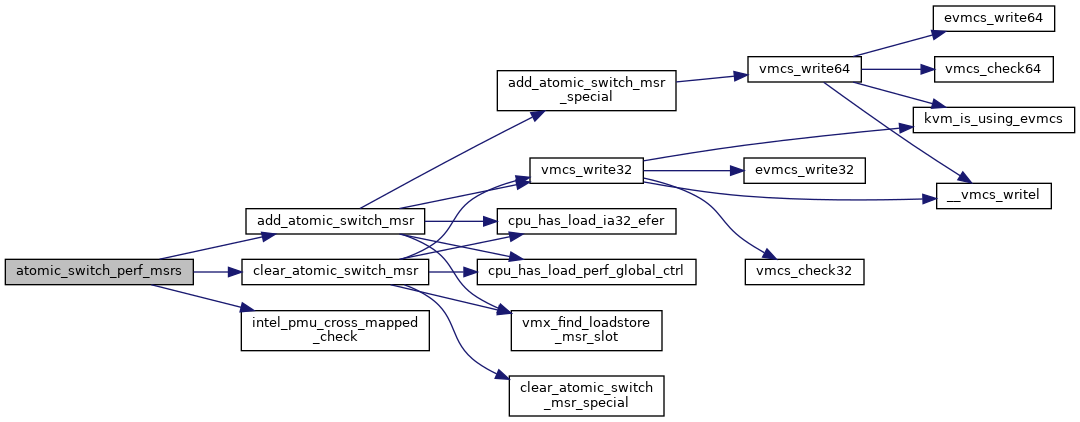 atomic_switch_perf_msrs
add_atomic_switch_msr
clear_atomic_switch_msr
intel_pmu_cross_mapped
_check
add_atomic_switch_msr
_special
vmcs_write32
cpu_has_load_ia32_efer
cpu_has_load_perf_global_ctrl
vmx_find_loadstore
_msr_slot
clear_atomic_switch
_msr_special
vmcs_write64
evmcs_write32
vmcs_check32
evmcs_write64
vmcs_check64
kvm_is_using_evmcs
__vmcs_writel